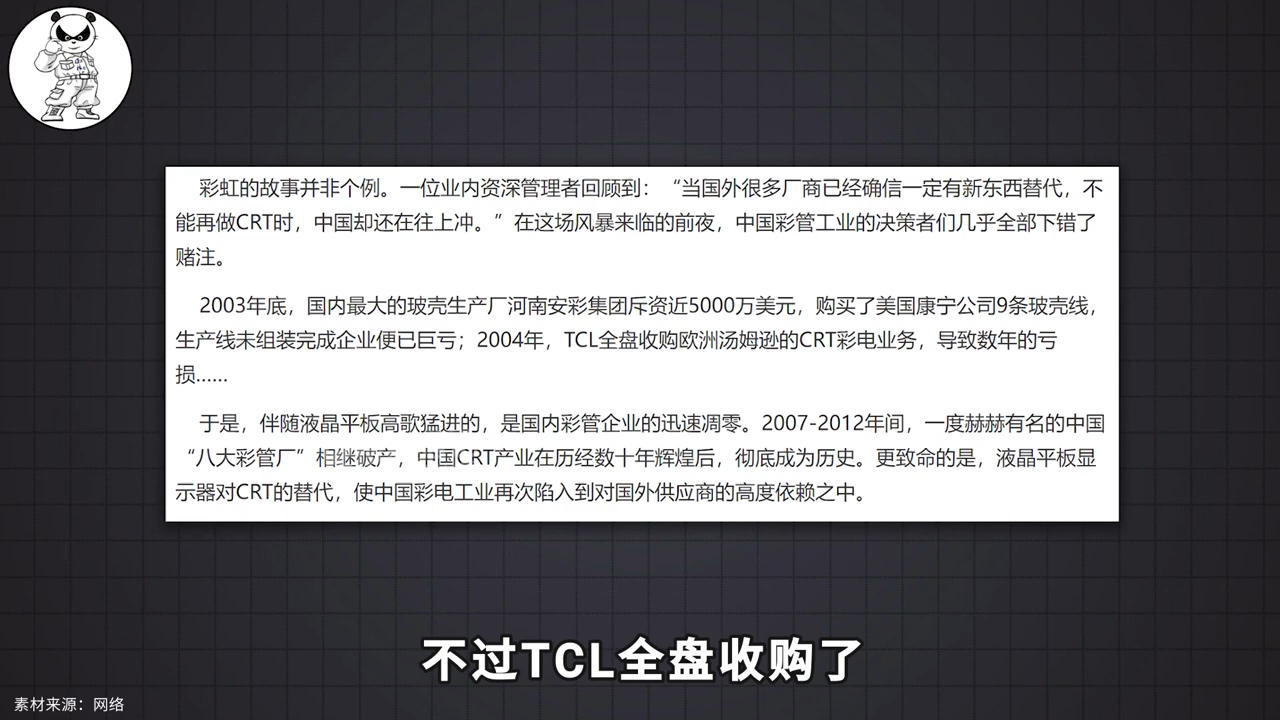 彩虹的故事并非个例。一位业内资深管理者回顾到：“当国外很多厂商已经确信一定有新东西替代，不
能再做CRT时，中国却还在往上冲。”在这场风暴来临的前夜，中国彩管工业的决策者们几乎全部下错了
赌注。
2003年底，国内最大的玻壳生产厂河南安彩集团斥资近5000万美元，购买了美国康宁公司9条玻壳线，
生产线未组装完成企业便已巨亏；2004年，TCL全盘收购欧洲汤姆逊的CRT彩电业务，导致数年的亏
损……
于是，伴随液晶平板高歌猛进的，是国内彩管企业的迅速凋零。2007-2012年间，一度赫赫有名的中国
“八大彩管厂”相继破产，中国CRT产业在历经数十年辉煌后，彻底成为历史。更致命的是，液晶平板显
示器对CRT的替代，使中国彩电工业再次陷入到对国外供应商的高度依赖之中。
不过TCL全盘收购了
素材来源：网络